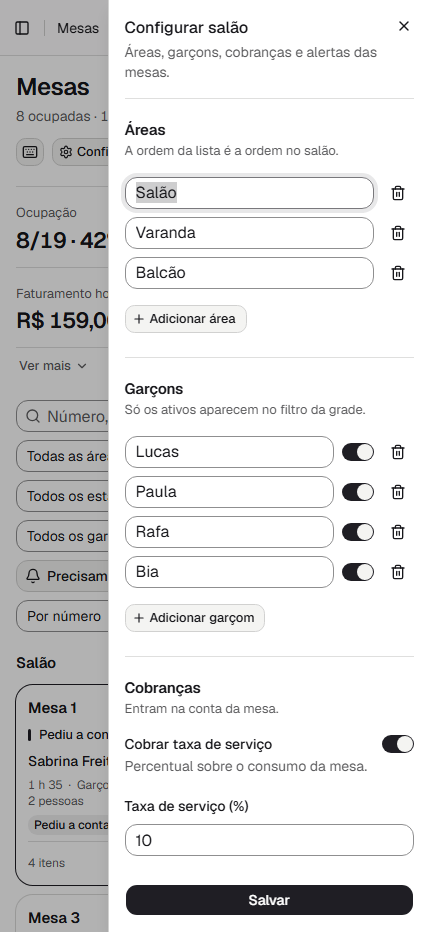 Mesas
Configurar salão
Áreas, garçons, cobranças e alertas das
mesas.
Mesas
8 ocupadas · 1
Confi
Ocupação
8/19 · 42
Faturamento ho
R$ 159,0
Ver mais
Número,
Todas as áre
Todos os est
Todos os gar
Precisam
Por número
Salão
Mesa 1
Pediu a con
Sabrina Freit
1 h 35 · Garço
2 pessoas
Pediu a conta
4 itens
Mesa 3
Áreas
A ordem da lista é a ordem no salão.
Salão
Varanda
Balcão
+ Adicionar área
Garçons
Só os ativos aparecem no filtro da grade.
Lucas
Paula
Rafa
Bia
+ Adicionar garçom
Cobranças
Entram na conta da mesa.
Cobrar taxa de serviço
Percentual sobre o consumo da mesa.
Taxa de serviço (%)
10
Salvar